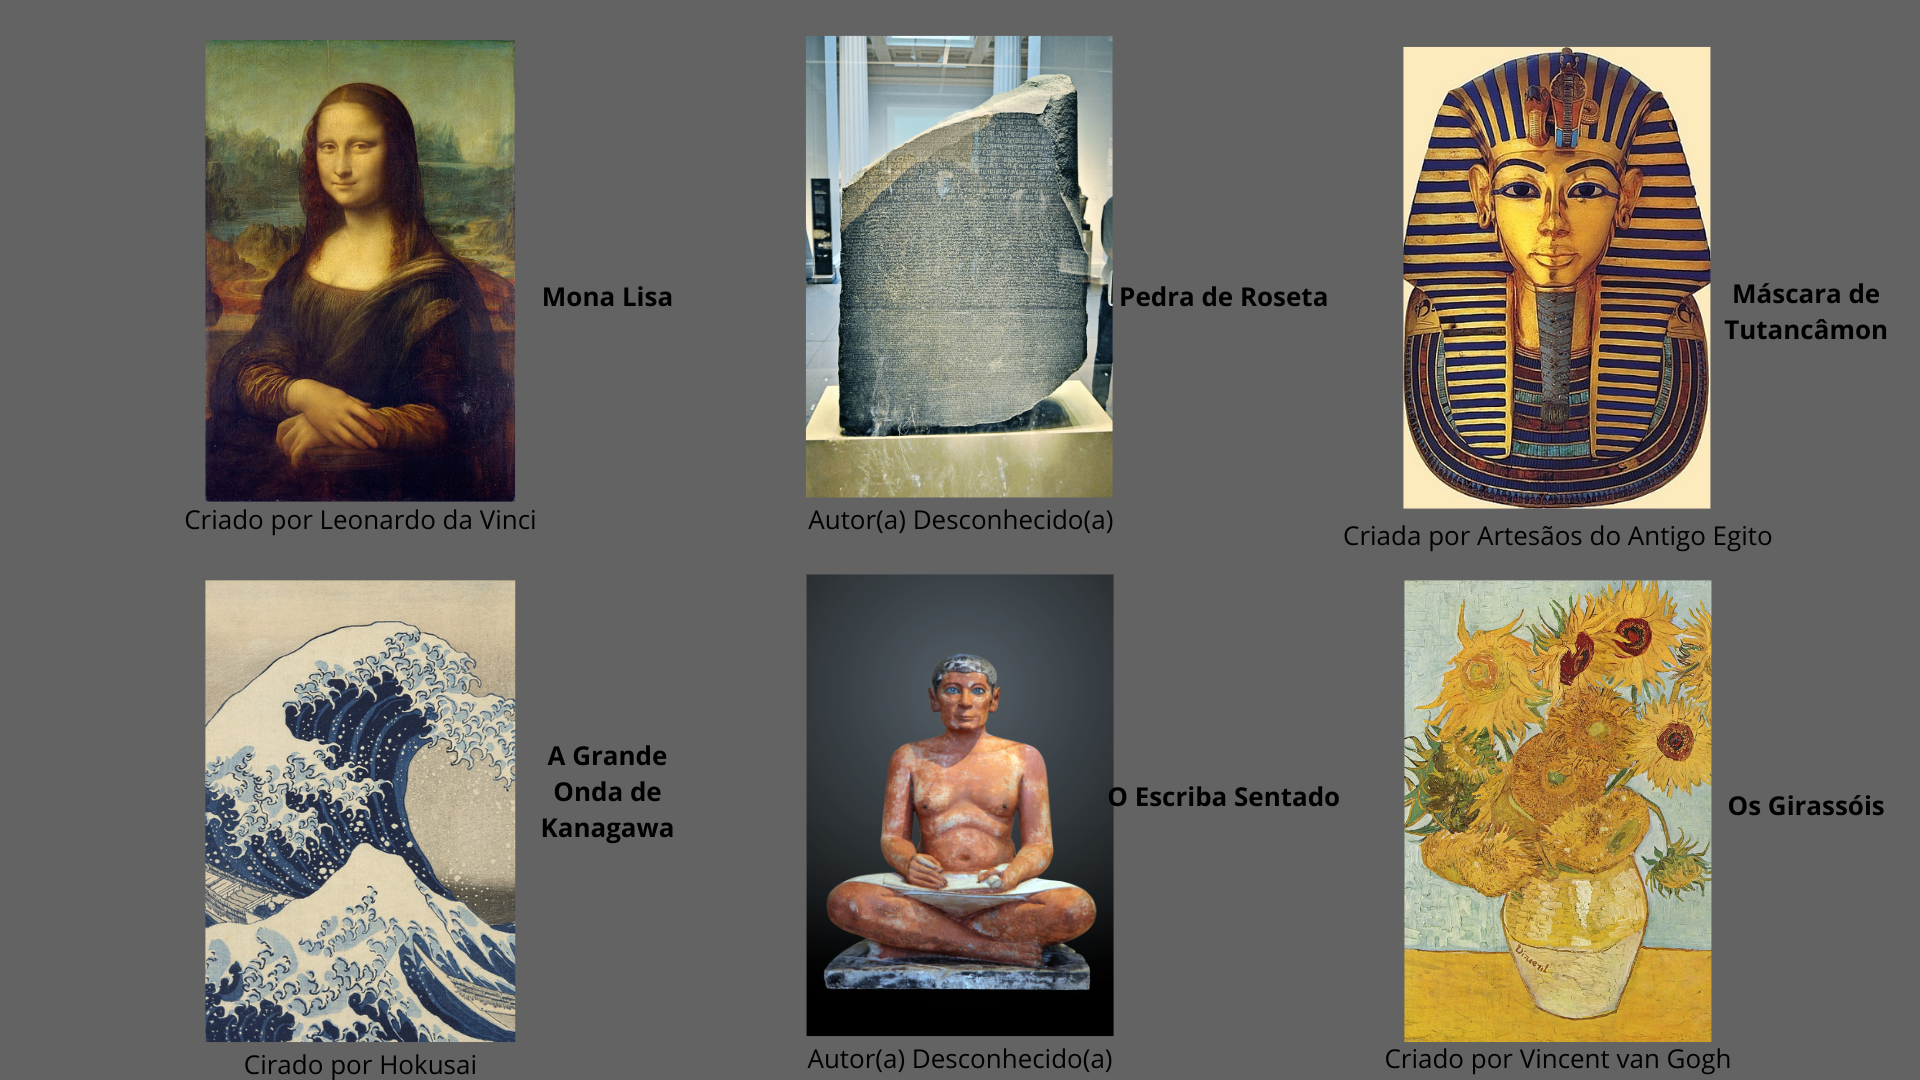 Mona Lisa
Criado por Leonardo da Vinci
Pedra de Roseta
Autor(a) Desconhecido(a)
Máscara de
Tutancâmon
Criada por Artesãos do Antigo Egito
A Grande
Onda de
Kanagawa
Cirado por Hokusai
O Escriba Sentado
Autor(a) Desconhecido(a)
Os Girassóis
Vincent
Criado por Vincent van Gogh